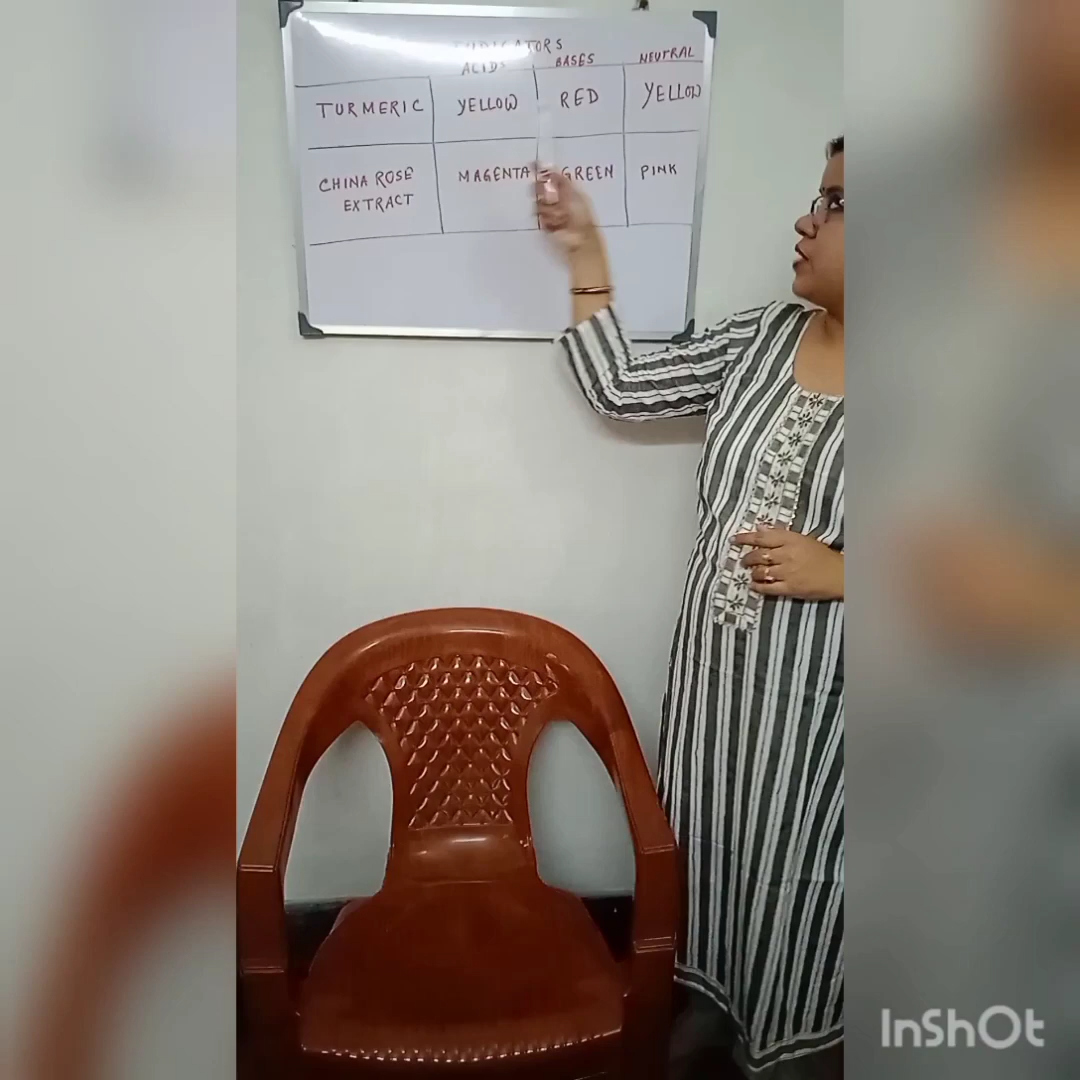 INDICATORS
ACIDS BASES NEUTRAL
TURMERIC YELLOW RED YELLOW
CHINA ROSE EXTRACT MAGENTA GREEN PINK
InShOt